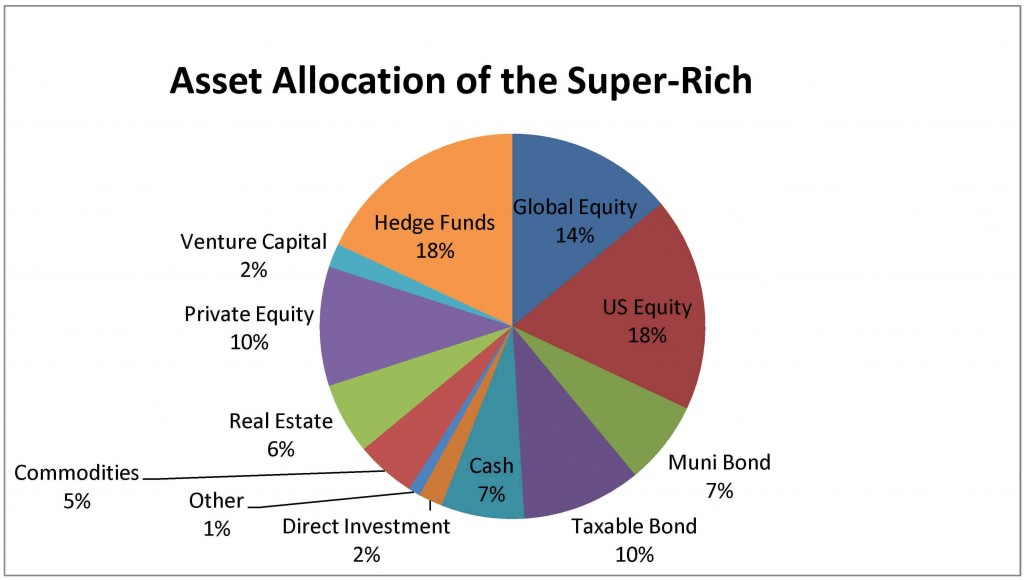 Asset Allocation of the Super-Rich
Global Equity
14%
US Equity
18%
Muni Bond
7%
Taxable Bond
10%
Cash
7%
Direct Investment
2%
Other
1%
Commodities
5%
Real Estate
6%
Private Equity
10%
Venture Capital
2%
Hedge Funds
18%